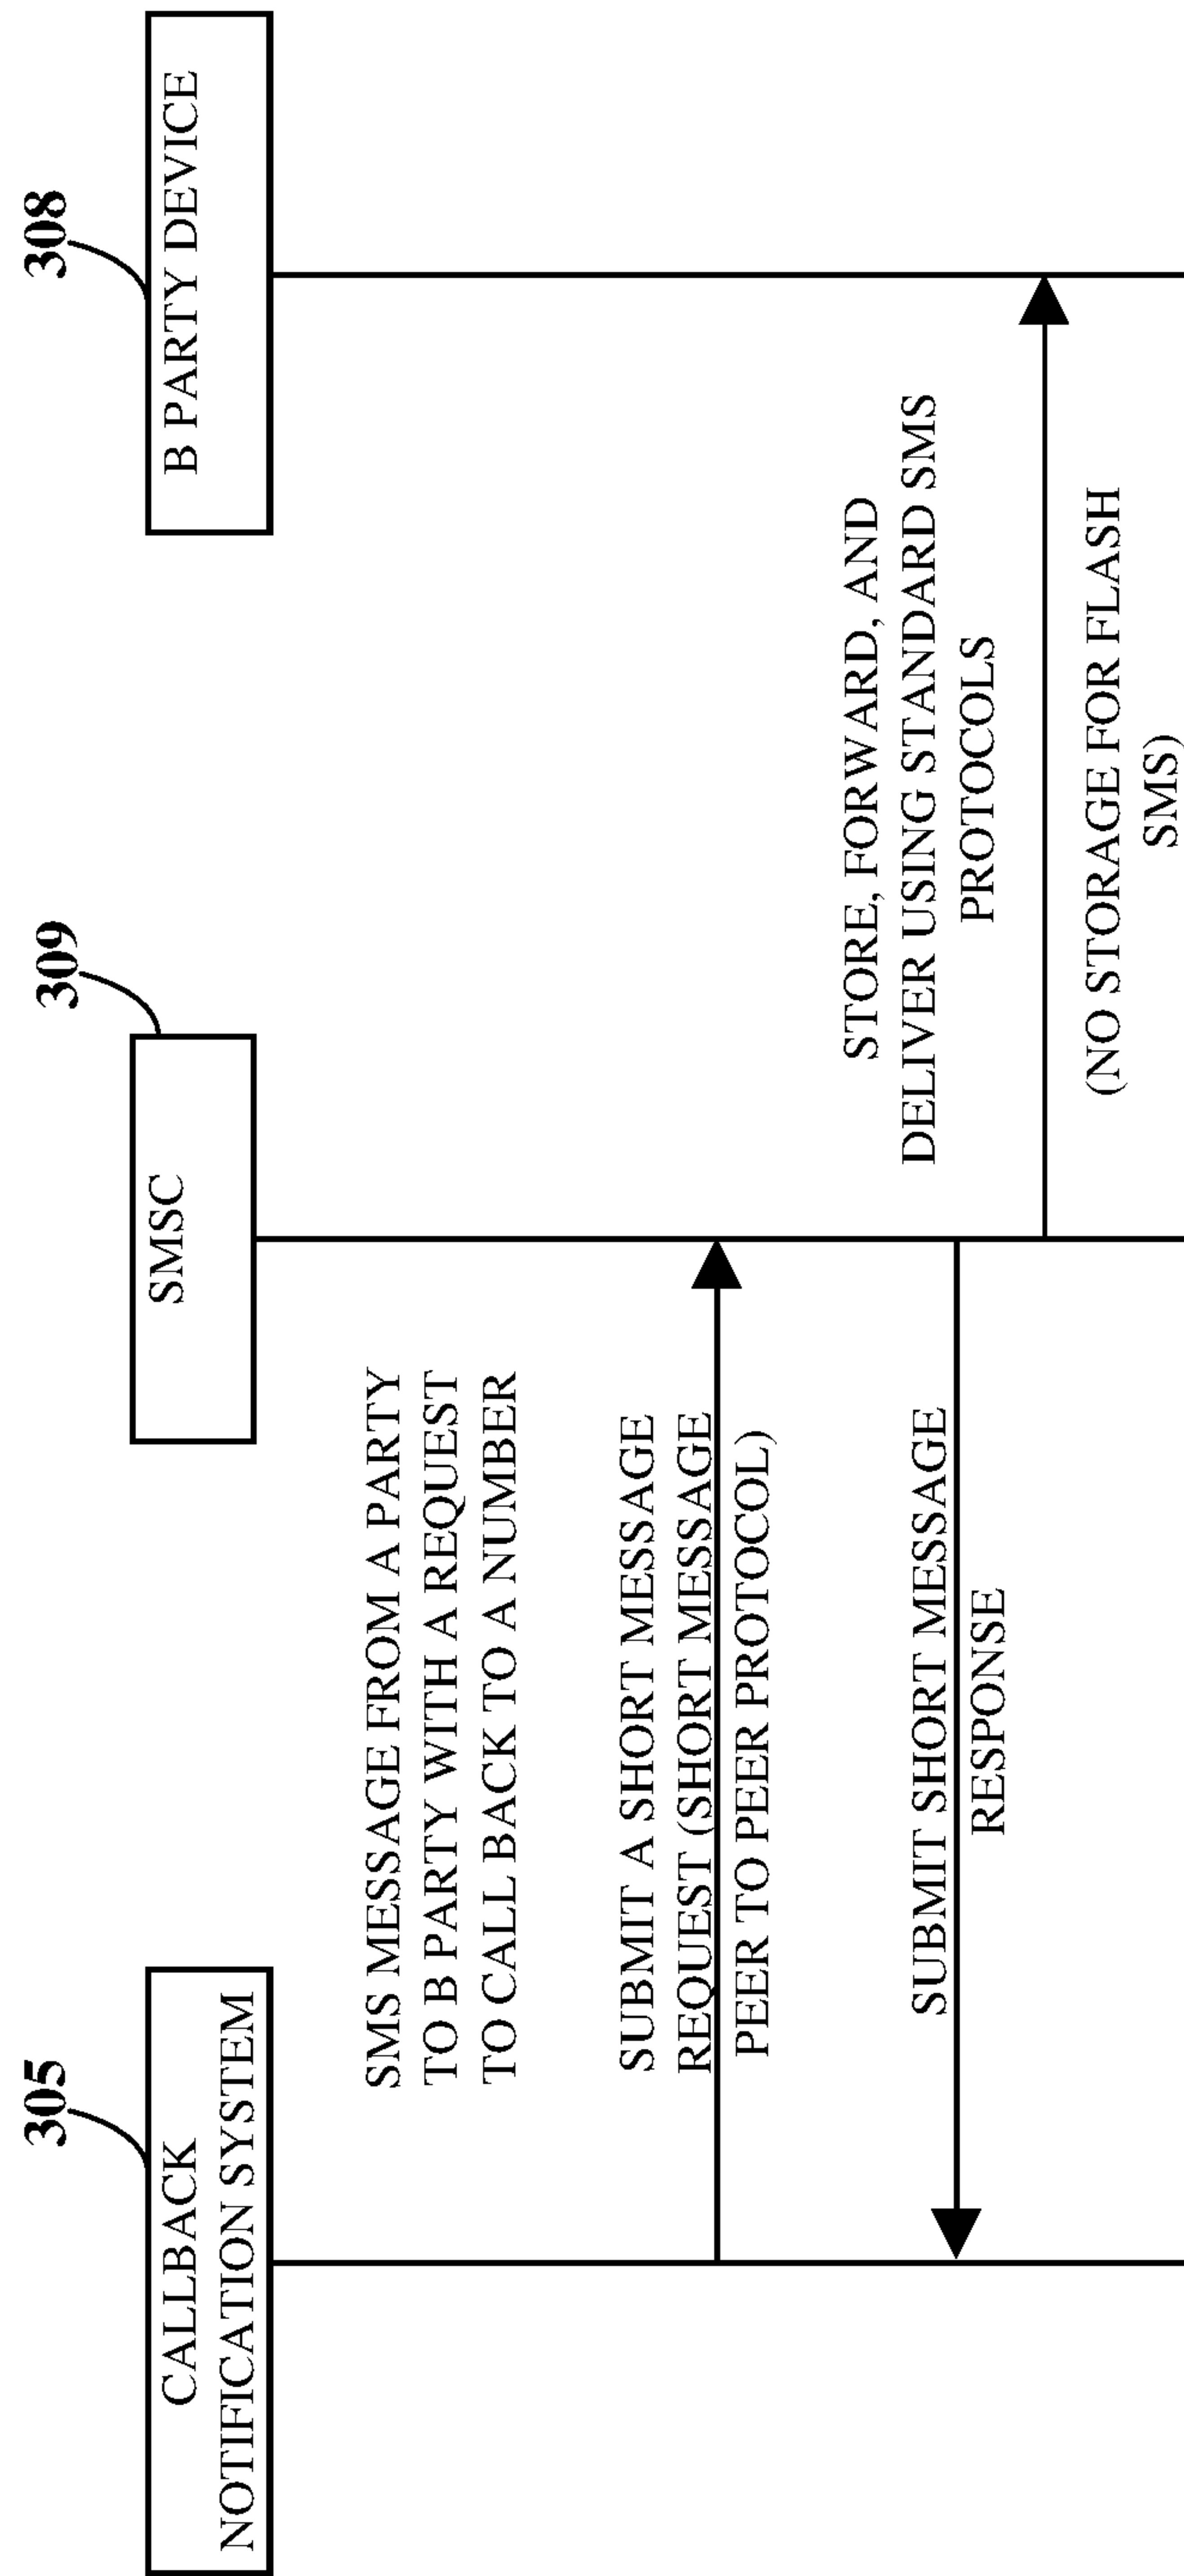 305
CALLBACK
NOTIFICATION SYSTEM
309
SMSC
308
B PARTY DEVICE
SMS MESSAGE FROM A PARTY
TO B PARTY WITH A REQUEST
TO CALL BACK TO A NUMBER
SUBMIT A SHORT MESSAGE
REQUEST (SHORT MESSAGE
PEER TO PEER PROTOCOL)
SUBMIT SHORT MESSAGE
RESPONSE
STORE, FORWARD, AND
DELIVER USING STANDARD SMS
PROTOCOLS
(NO STORAGE FOR FLASH
SMS)